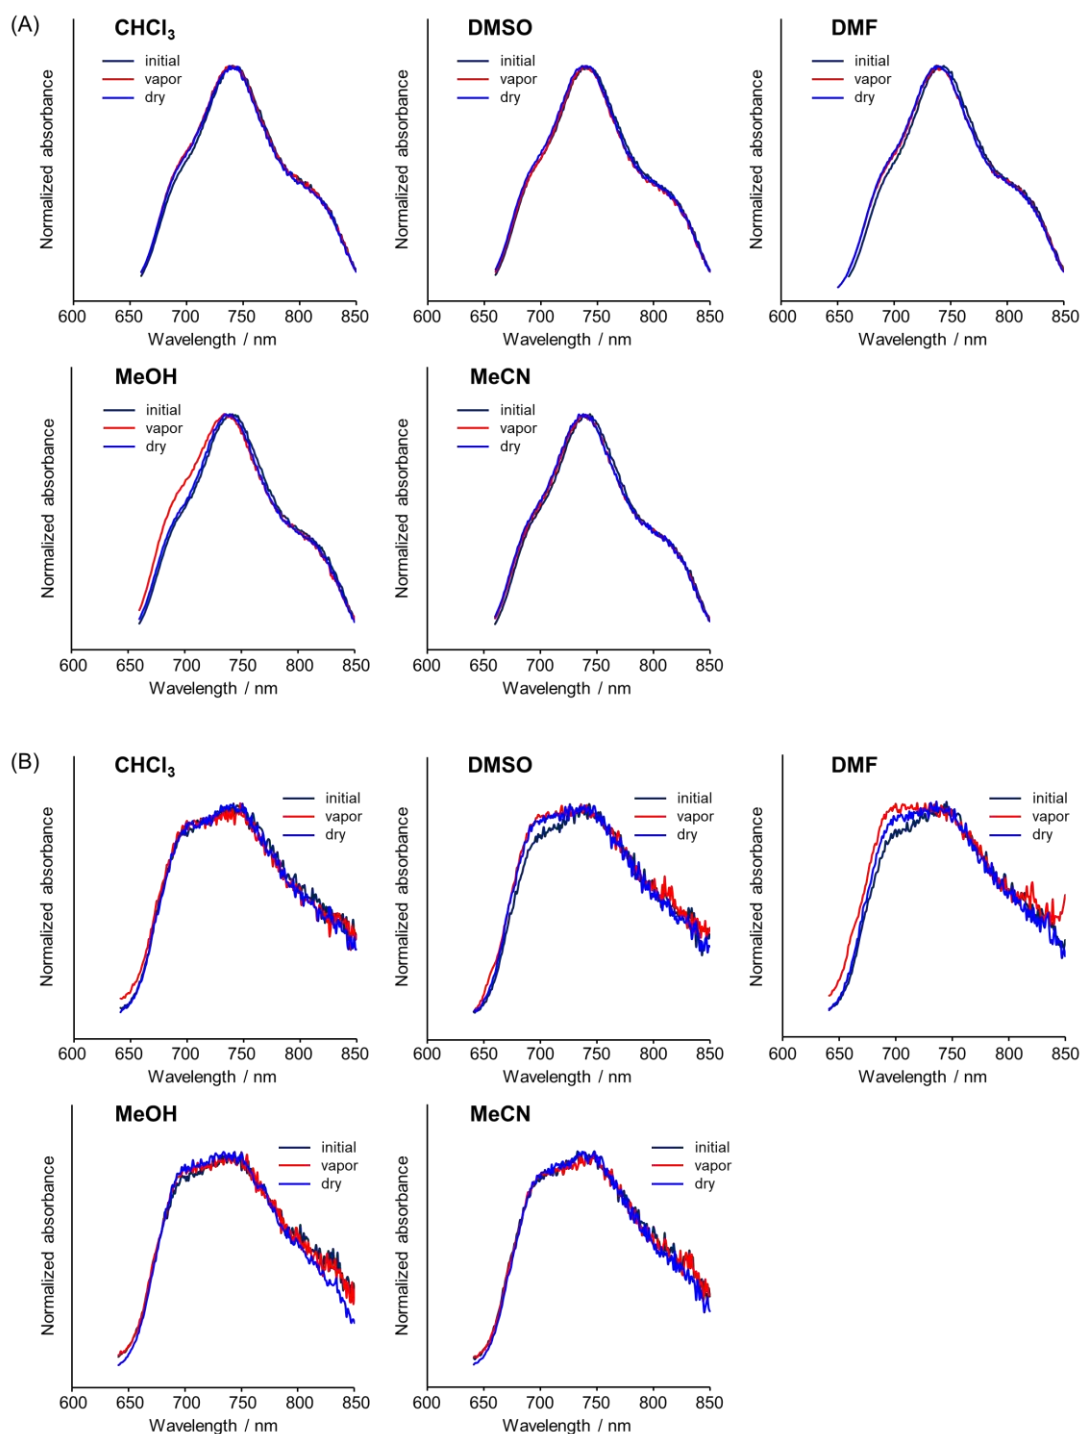 (A)
CHCl₃
initial
vapor
dry
Normalized absorbance
600 650 700 750 800 850
Wavelength / nm
DMSO
initial
vapor
dry
Normalized absorbance
600 650 700 750 800 850
Wavelength / nm
DMF
initial
vapor
dry
Normalized absorbance
600 650 700 750 800 850
Wavelength / nm
MeOH
initial
vapor
dry
Normalized absorbance
600 650 700 750 800 850
Wavelength / nm
MeCN
initial
vapor
dry
Normalized absorbance
600 650 700 750 800 850
Wavelength / nm
(B)
CHCl₃
initial
vapor
dry
Normalized absorbance
600 650 700 750 800 850
Wavelength / nm
DMSO
initial
vapor
dry
Normalized absorbance
600 650 700 750 800 850
Wavelength / nm
DMF
initial
vapor
dry
Normalized absorbance
600 650 700 750 800 850
Wavelength / nm
MeOH
initial
vapor
dry
Normalized absorbance
600 650 700 750 800 850
Wavelength / nm
MeCN
initial
vapor
dry
Normalized absorbance
600 650 700 750 800 850
Wavelength / nm